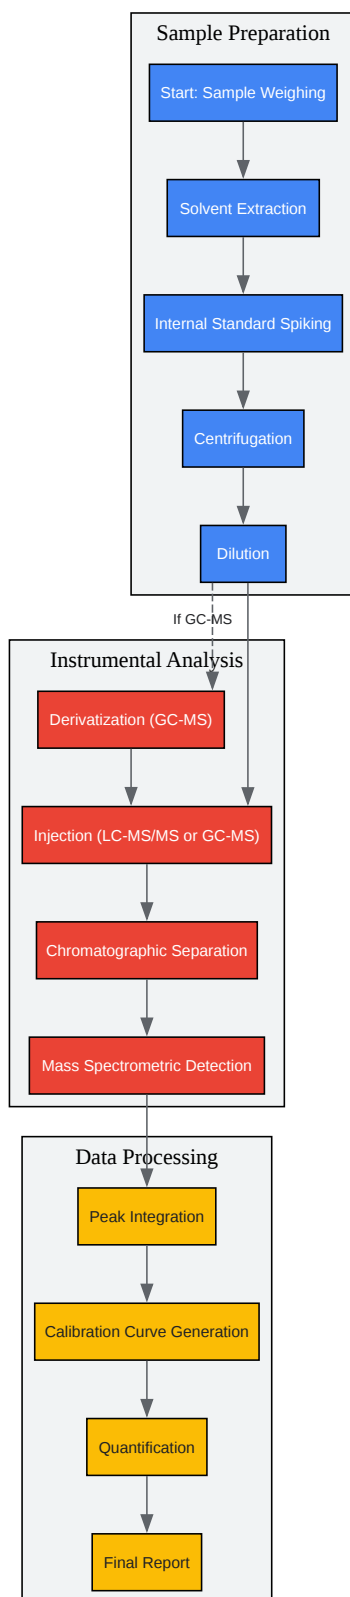 Sample Preparation
Start: Sample Weighing
Solvent Extraction
Internal Standard Spiking
Centrifugation
Dilution
If GC-MS
Instrumental Analysis
Derivatization (GC-MS)
Injection (LC-MS/MS or GC-MS)
Chromatographic Separation
Mass Spectrometric Detection
Data Processing
Peak Integration
Calibration Curve Generation
Quantification
Final Report